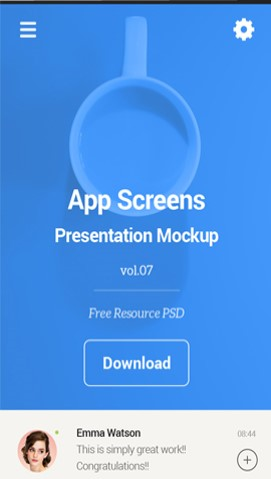 App Screens
Presentation Mockup
vol.07
Free Resource PSD
Download
Emma Watson 08:44
This is simply great work!!
Congratulations!!